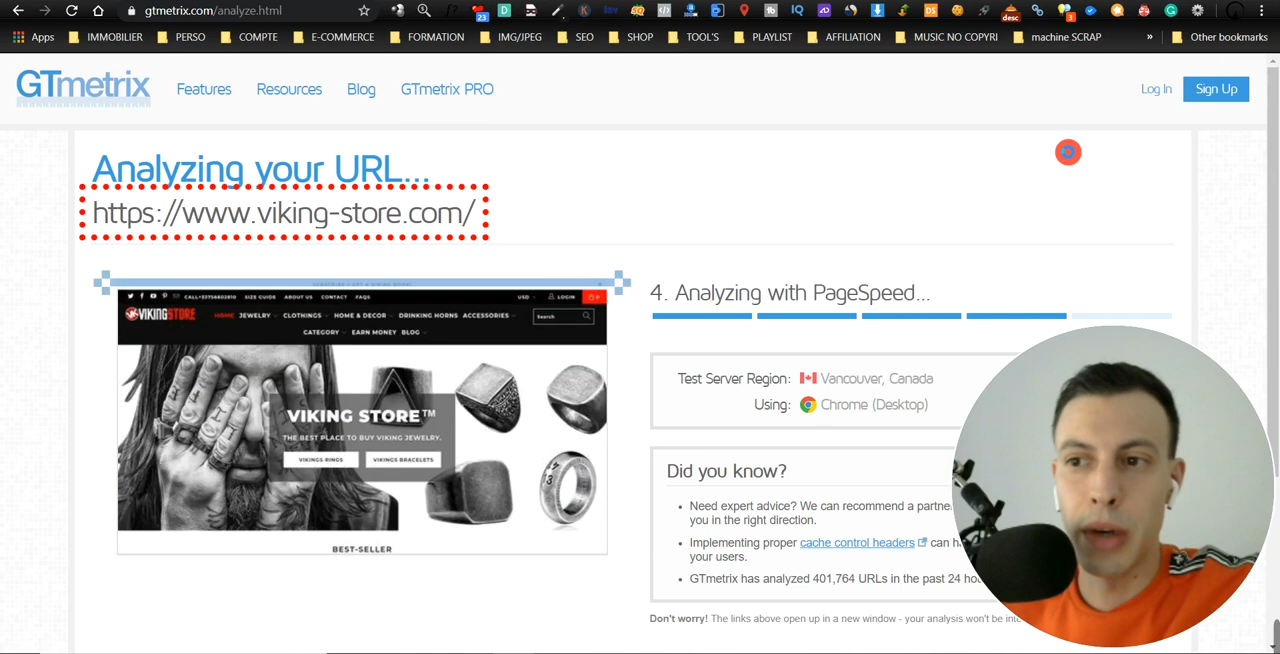 gtmetrix.com/analyze.html
23
desc
3
Apps IMMOBILIER PERSO COMPTE E-COMMERCE FORMATION IMG/JPEG SEO SHOP TOOL'S PLAYLIST AFFILIATION MUSIC NO COPYRI machine SCRAP » Other bookmarks
GTmetrix Features Resources Blog GTmetrix PRO Log In Sign Up
Analyzing your URL...
https://www.viking-store.com/
4. Analyzing with PageSpeed...
CALL+33756802810 SIZE GUIDE ABOUT US CONTACT FAQS USD LOGIN 0
VIKINGSTORE HOME JEWELRY CLOTHINGS HOME & DECOR DRINKING HORNS ACCESSORIES Search
CATEGORY EARN MONEY BLOG
VIKING STORE™
THE BEST PLACE TO BUY VIKING JEWELRY.
VIKING RINGS VIKING BRACELETS
BEST-SELLER
Test Server Region: Vancouver, Canada
Using: Chrome (Desktop)
Did you know?
• Need expert advice? We can recommend a partne
you in the right direction.
• Implementing proper cache control headers can h
your users.
• GTmetrix has analyzed 401,764 URLs in the past 24 ho
Don't worry! The links above open up in a new window - your analysis won't be inte